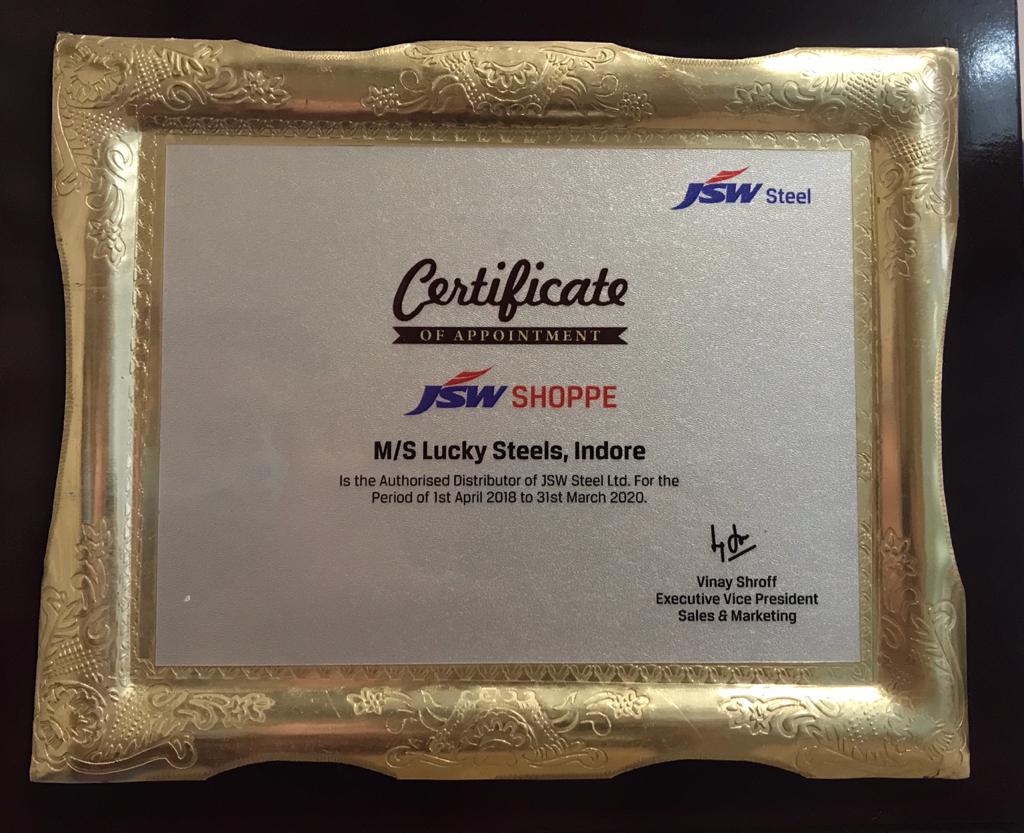 JSW Steel
Certificate
OF APPOINTMENT
JSW SHOPPE
M/S Lucky Steels, Indore
Is the Authorised Distributor of JSW Steel Ltd. For the
Period of 1st April 2018 to 31st March 2020.
Vinay Shroff
Executive Vice President
Sales & Marketing